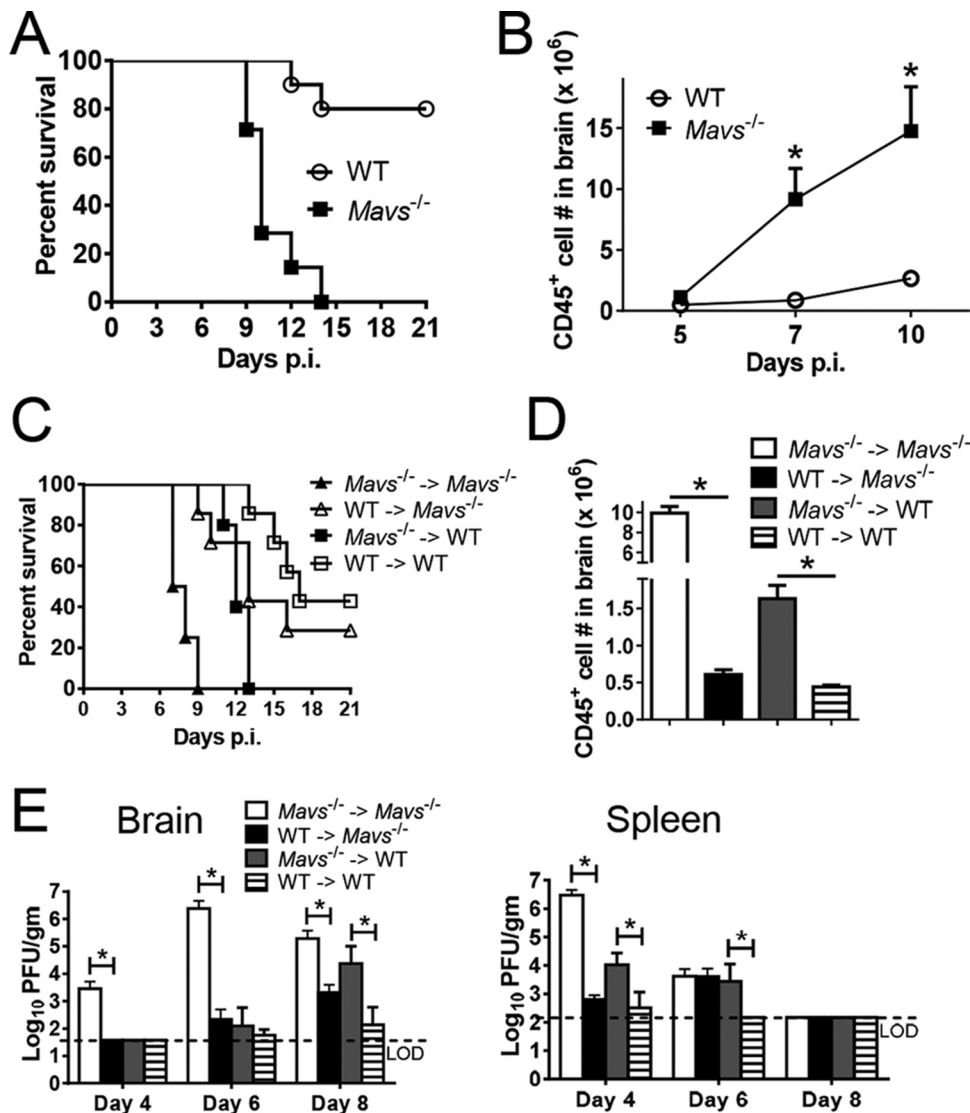 A
Percent survival
100
80
60
40
20
0
WT
Mavs-/-
0 3 6 9 12 15 18 21
Days p.i.
B
CD45+ cell # in brain (x 10^6)
WT
Mavs-/-
15
10
5
0
* *
5 7 10
Days p.i.
C
Percent survival
100
80
60
40
20
0
Mavs-/- -> Mavs-/-
WT -> Mavs-/-
Mavs-/- -> WT
WT -> WT
0 3 6 9 12 15 18 21
Days p.i.
D
CD45+ cell # in brain (x 10^6)
Mavs-/- -> Mavs-/-
WT -> Mavs-/-
Mavs-/- -> WT
WT -> WT
10
8
1.5
1.0
0.5
0.0
* *
E
Brain
Mavs-/- -> Mavs-/-
WT -> Mavs-/-
Mavs-/- -> WT
WT -> WT
Log10 PFU/gm
7
6
5
4
3
2
1
0
* * * *
LOD
Day 4 Day 6 Day 8
Spleen
Log10 PFU/gm
7
6
5
4
3
2
1
0
* * *
LOD
Day 4 Day 6 Day 8